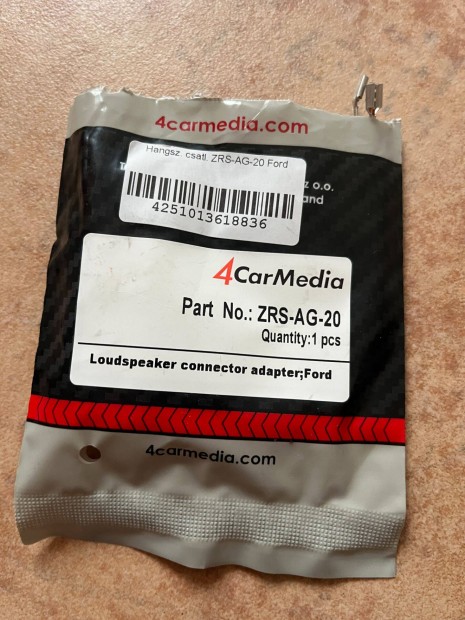 4carmedia.com
Hangsz. csatl. ZRS-AG-20 Ford
z o.o.
and
4251013618836
4CarMedia
Part No.: ZRS-AG-20
Quantity:1 pcs
Loudspeaker connector adapter;Ford
4carmedia.com